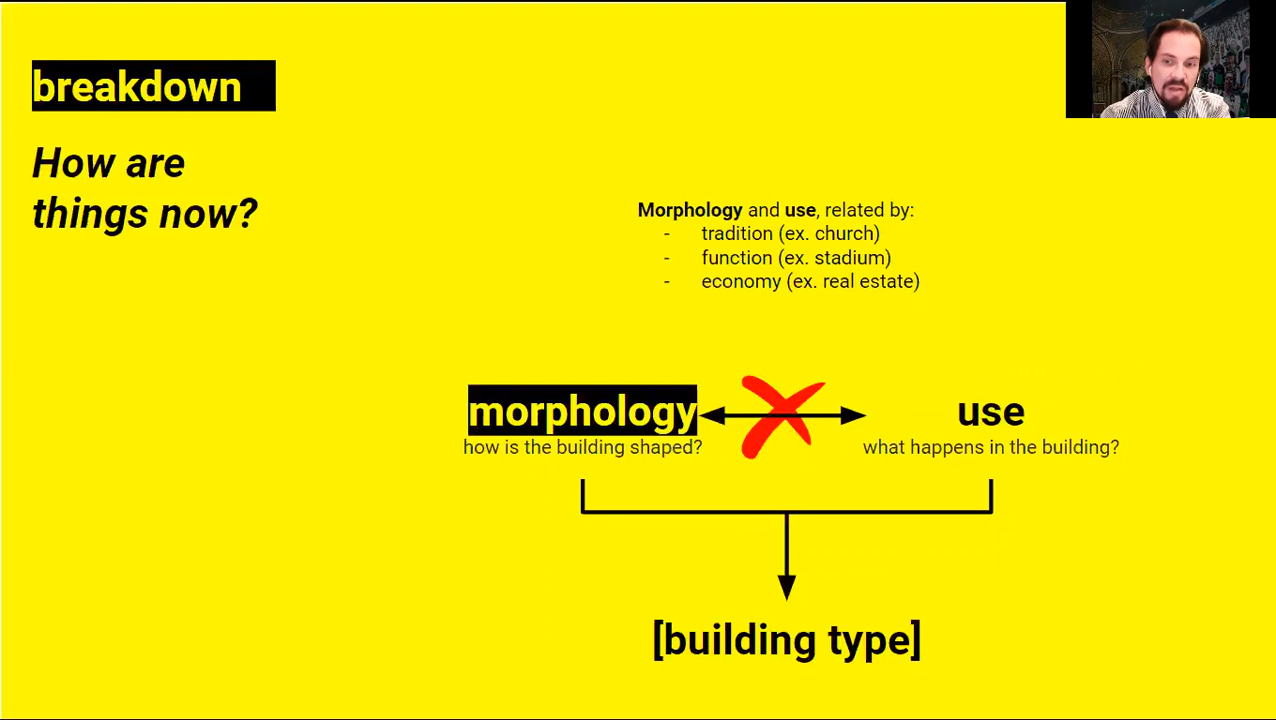 breakdown
How are
things now?
Morphology and use, related by:
- tradition (ex. church)
- function (ex. stadium)
- economy (ex. real estate)
morphology
use
how is the building shaped?
what happens in the building?
[building type]